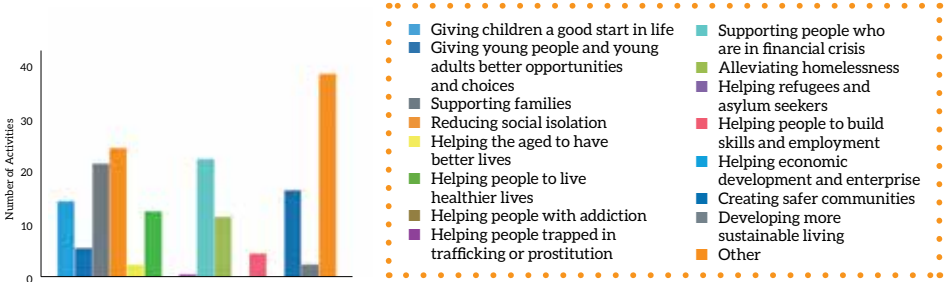 40
30
20
10
0
Number of Activities
Giving children a good start in life
Giving young people and young
adults better opportunities
and choices
Supporting families
Reducing social isolation
Helping the aged to have
better lives
Helping people to live
healthier lives
Helping people with addiction
Helping people trapped in
trafficking or prostitution
Supporting people who
are in financial crisis
Alleviating homelessness
Helping refugees and
asylum seekers
Helping people to build
skills and employment
Helping economic
development and enterprise
Creating safer communities
Developing more
sustainable living
Other